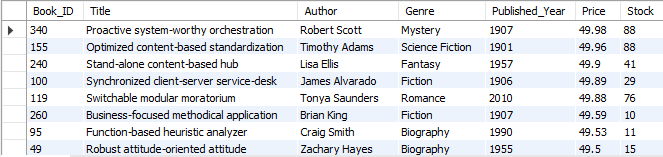 Book_ID Title Author Genre Published_Year Price Stock
340 Proactive system-worthy orchestration Robert Scott Mystery 1907 49.98 88
155 Optimized content-based standardization Timothy Adams Science Fiction 1901 49.96 88
240 Stand-alone content-based hub Lisa Ellis Fantasy 1957 49.9 41
100 Synchronized client-server service-desk James Alvarado Fiction 1906 49.89 29
119 Switchable modular moratorium Tonya Saunders Romance 2010 49.88 76
260 Business-focused methodical application Brian King Fiction 1907 49.59 10
95 Function-based heuristic analyzer Craig Smith Biography 1990 49.53 11
49 Robust attitude-oriented attitude Zachary Hayes Biography 1955 49.5 15